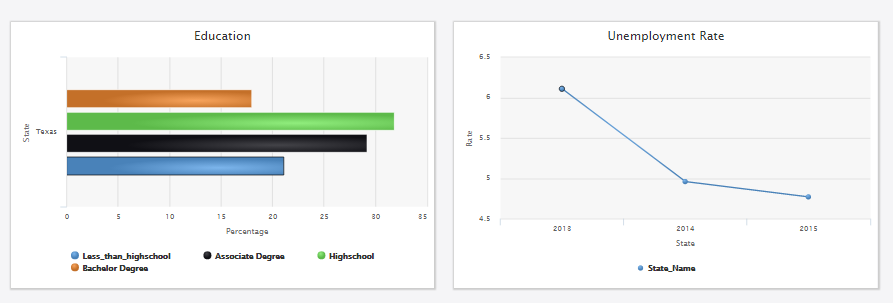 Education
State
Texas
0 5 10 15 20 25 30 35
Percentage
Less_than_highschool Associate Degree Highschool
Bachelor Degree
Unemployment Rate
6.5
6
5.5
5
4.5
Rate
2013 2014 2015
State
State_Name